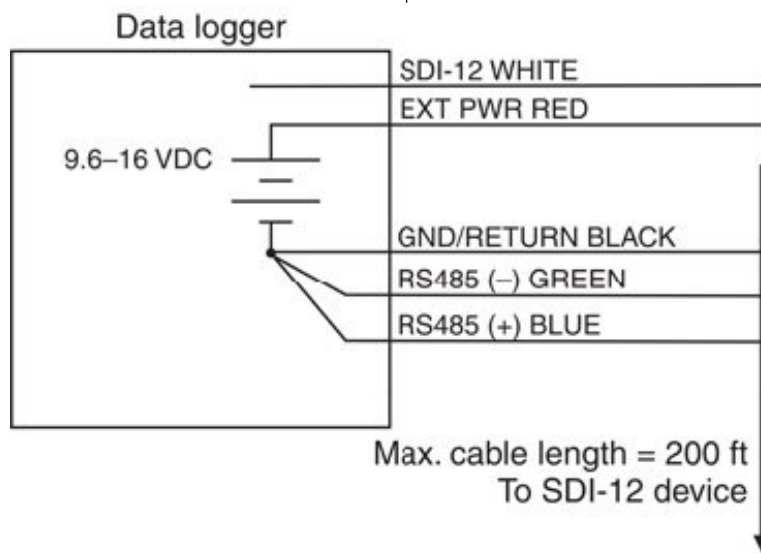 Data logger
SDI-12 WHITE
EXT PWR RED
9.6–16 VDC
GND/RETURN BLACK
RS485 (–) GREEN
RS485 (+) BLUE
Max. cable length = 200 ft
To SDI-12 device